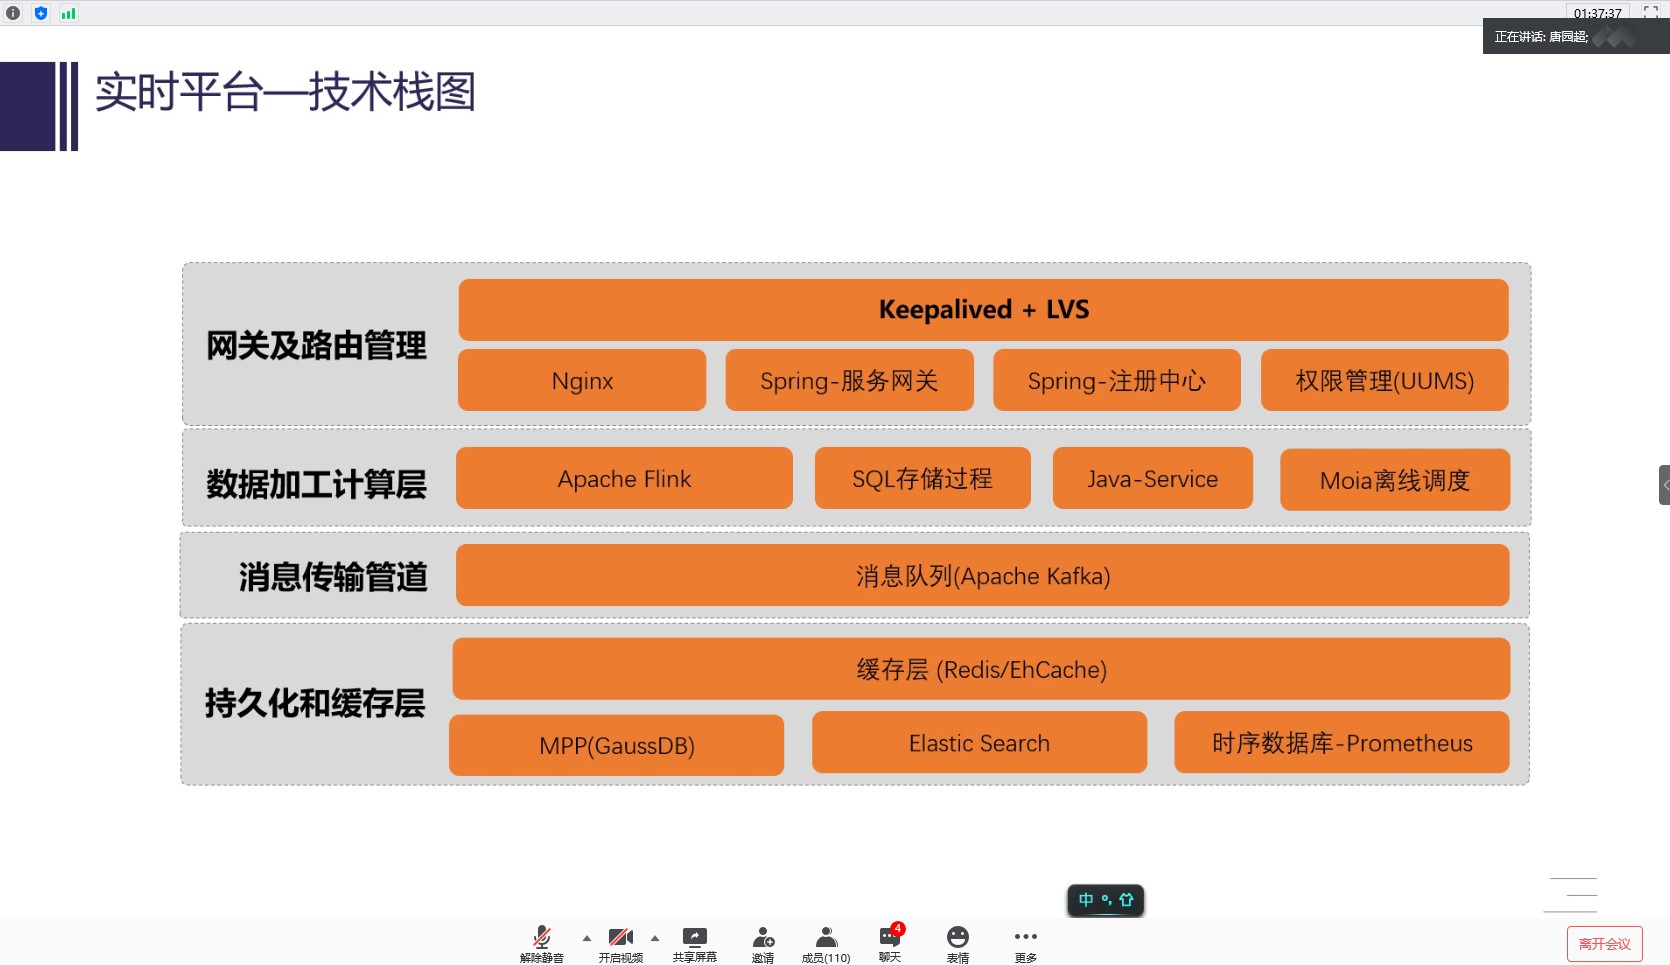 01:37:37
正在讲话: 唐园超;
实时平台—技术栈图
网关及路由管理
Keepalived + LVS
Nginx
Spring-服务网关
Spring-注册中心
权限管理(UUMS)
数据加工计算层
Apache Flink
SQL存储过程
Java-Service
Moia离线调度
消息传输管道
消息队列(Apache Kafka)
持久化和缓存层
缓存层 (Redis/EhCache)
MPP(GaussDB)
Elastic Search
时序数据库-Prometheus
中 °,
解除静音
开启视频
共享屏幕
邀请
成员(110)
4
聊天
表情
更多
离开会议